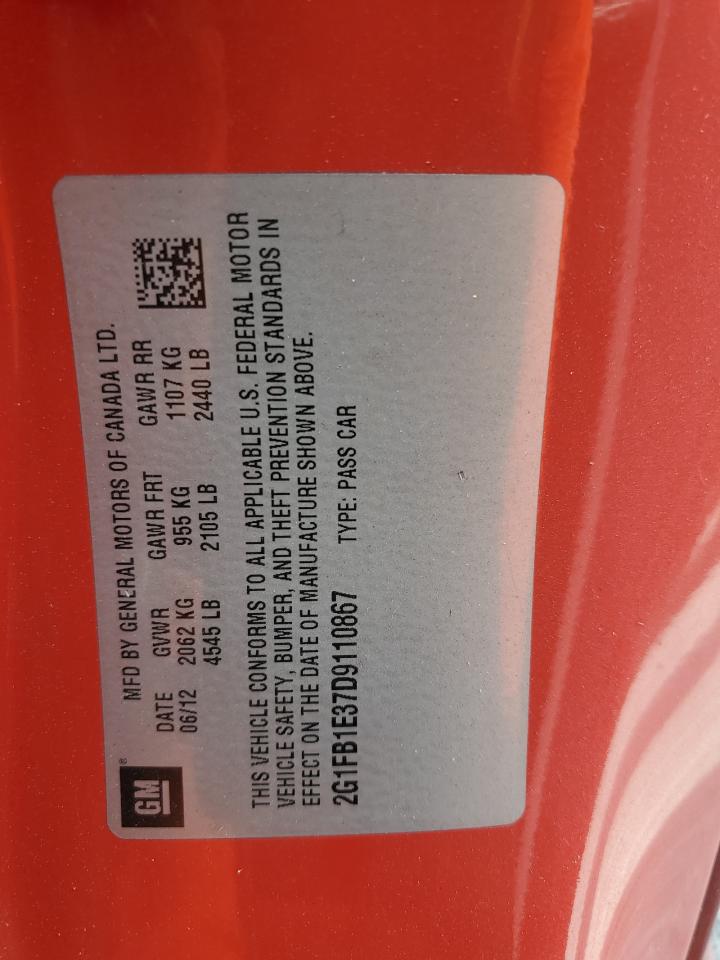 GM®
MFD BY GENERAL MOTORS OF CANADA LTD.
DATE GVWR GAWR FRT GAWR RR
06/12 2062 KG 955 KG 1107 KG
4545 LB 2105 LB 2440 LB
THIS VEHICLE CONFORMS TO ALL APPLICABLE U.S. FEDERAL MOTOR
VEHICLE SAFETY, BUMPER, AND THEFT PREVENTION STANDARDS IN
EFFECT ON THE DATE OF MANUFACTURE SHOWN ABOVE.
2G1FB1E37D9110867 TYPE: PASS CAR